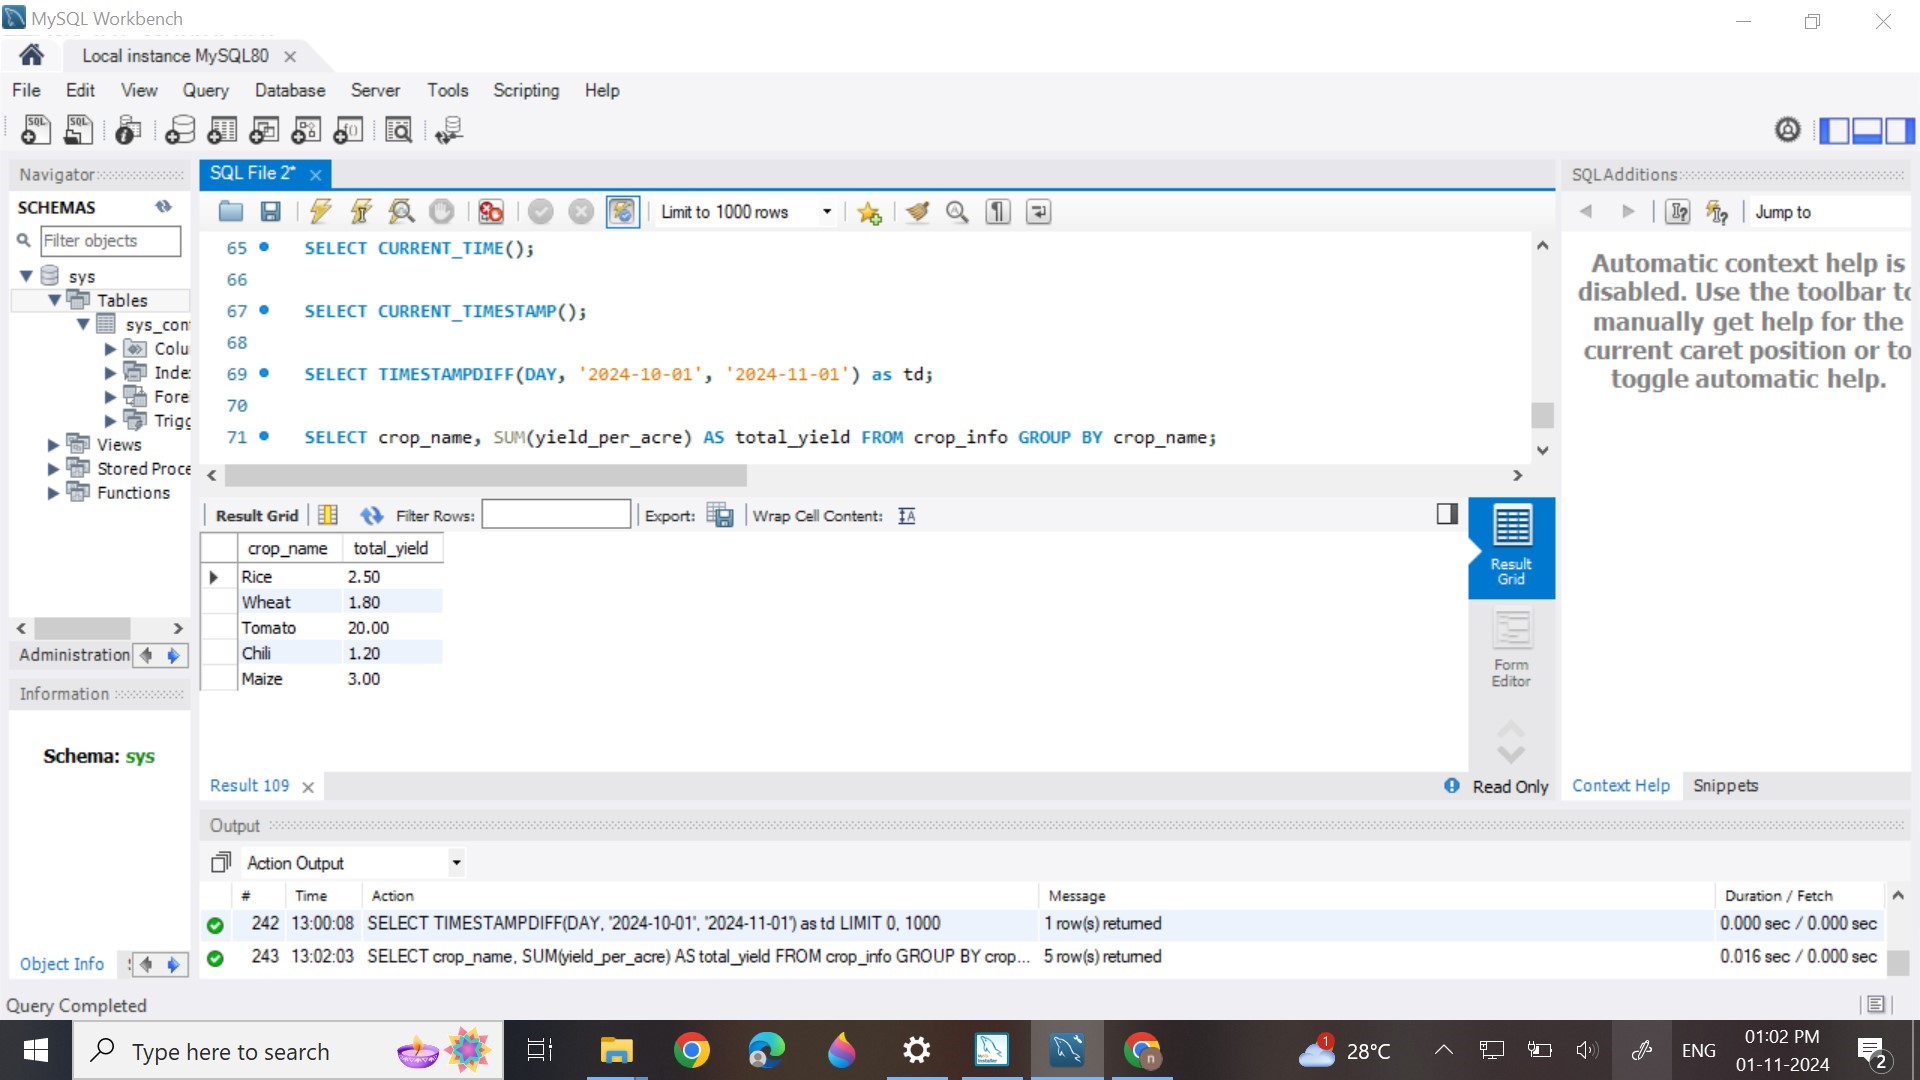 MySQL Workbench
Local instance MySQL80
File Edit View Query Database Server Tools Scripting Help
Navigator
SCHEMAS
Filter objects
sys
Tables
sys_con
Colu
Inde
Forei
Trigg
Views
Stored Proce
Functions
Administration
Information
Schema: sys
Object Info
SQL File 2*
Limit to 1000 rows
65 SELECT CURRENT_TIME();
66
67 SELECT CURRENT_TIMESTAMP();
68
69 SELECT TIMESTAMPDIFF(DAY, '2024-10-01', '2024-11-01') as td;
70
71 SELECT crop_name, SUM(yield_per_acre) AS total_yield FROM crop_info GROUP BY crop_name;
Result Grid Filter Rows: Export: Wrap Cell Content:
crop_name total_yield
Rice 2.50
Wheat 1.80
Tomato 20.00
Chili 1.20
Maize 3.00
Result Grid
Form Editor
Result 109
Read Only
SQLAdditions
Jump to
Automatic context help is
disabled. Use the toolbar to
manually get help for the
current caret position or to
toggle automatic help.
Context Help Snippets
Output
Action Output
# Time Action Message Duration / Fetch
242 13:00:08 SELECT TIMESTAMPDIFF(DAY, '2024-10-01', '2024-11-01') as td LIMIT 0, 1000 1 row(s) returned 0.000 sec / 0.000 sec
243 13:02:03 SELECT crop_name, SUM(yield_per_acre) AS total_yield FROM crop_info GROUP BY crop... 5 row(s) returned 0.016 sec / 0.000 sec
Query Completed
Type here to search
1
28°C
ENG
01:02 PM
01-11-2024
2